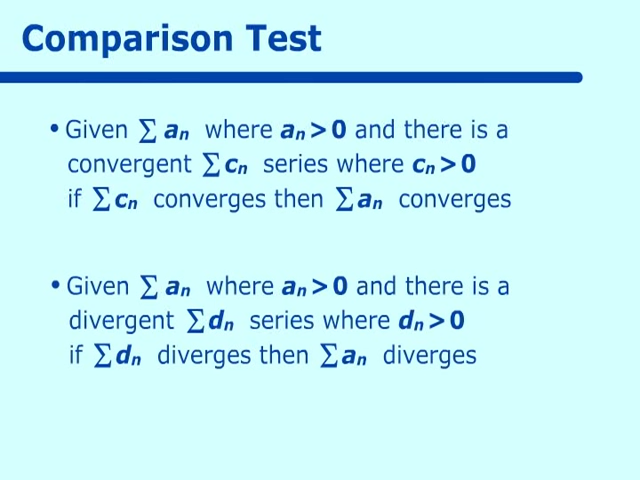 Comparison Test
• Given ∑ aₙ where aₙ > 0 and there is a
convergent ∑ cₙ series where cₙ > 0
if ∑ cₙ converges then ∑ aₙ converges
• Given ∑ aₙ where aₙ > 0 and there is a
divergent ∑ dₙ series where dₙ > 0
if ∑ dₙ diverges then ∑ aₙ diverges